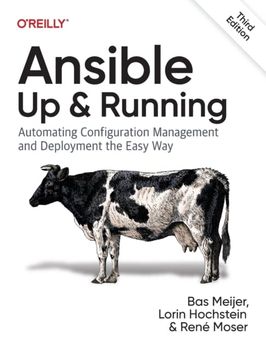 O'REILLY®
Third
Edition
Ansible
Up & Running
Automating Configuration Management
and Deployment the Easy Way
Bas Meijer,
Lorin Hochstein
& René Moser